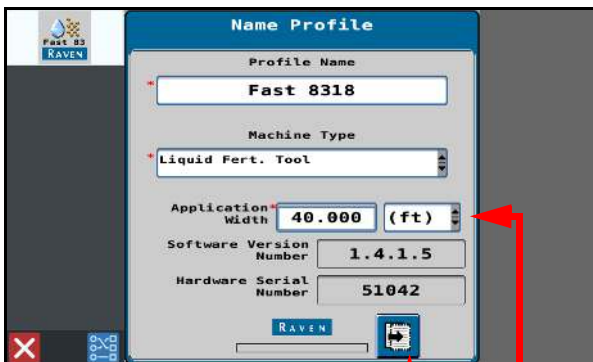 Name Profile
Fast 83
RAVEN
Profile Name
*
Fast 8318
Machine Type
*
Liquid Fert. Tool
Application*
Width
40.000
(ft)
Software Version
Number
1.4.1.5
Hardware Serial
Number
51042
RAVEN